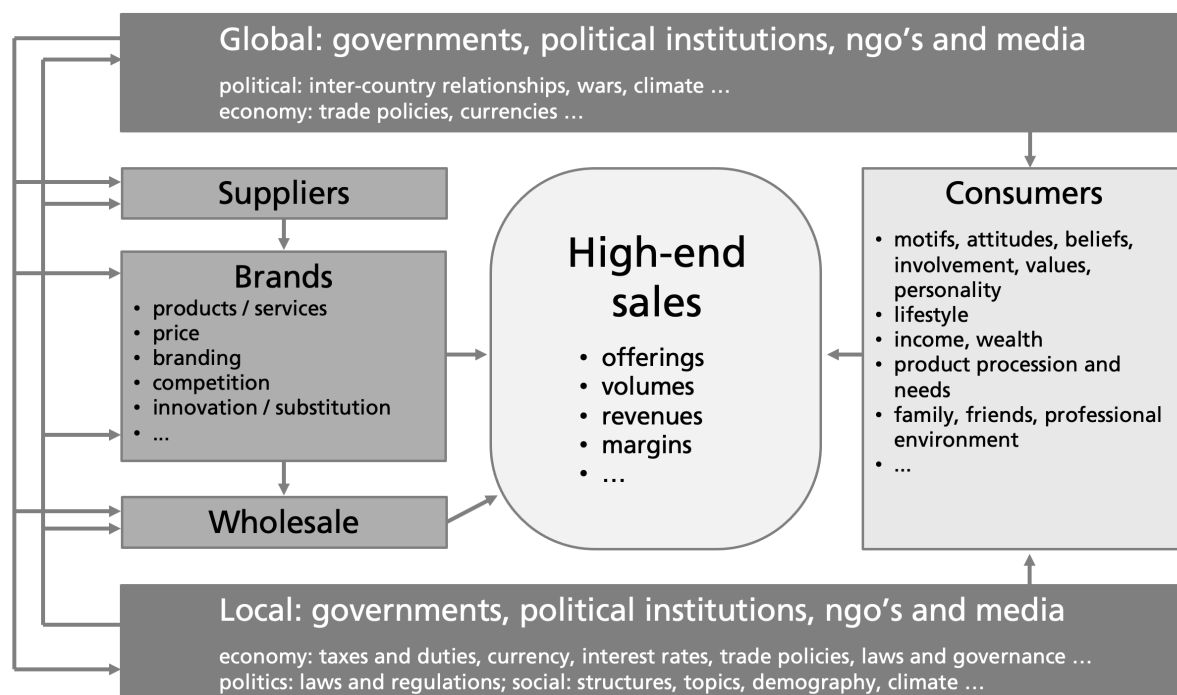 Global: governments, political institutions, ngo's and media
political: inter-country relationships, wars, climate ...
economy: trade policies, currencies ...
Suppliers
Brands
• products / services
• price
• branding
• competition
• innovation / substitution
• ...
Wholesale
High-end
sales
• offerings
• volumes
• revenues
• margins
• ...
Consumers
• motifs, attitudes, beliefs,
involvement, values,
personality
• lifestyle
• income, wealth
• product procession and
needs
• family, friends, professional
environment
• ...
Local: governments, political institutions, ngo's and media
economy: taxes and duties, currency, interest rates, trade policies, laws and governance ...
politics: laws and regulations; social: structures, topics, demography, climate ...